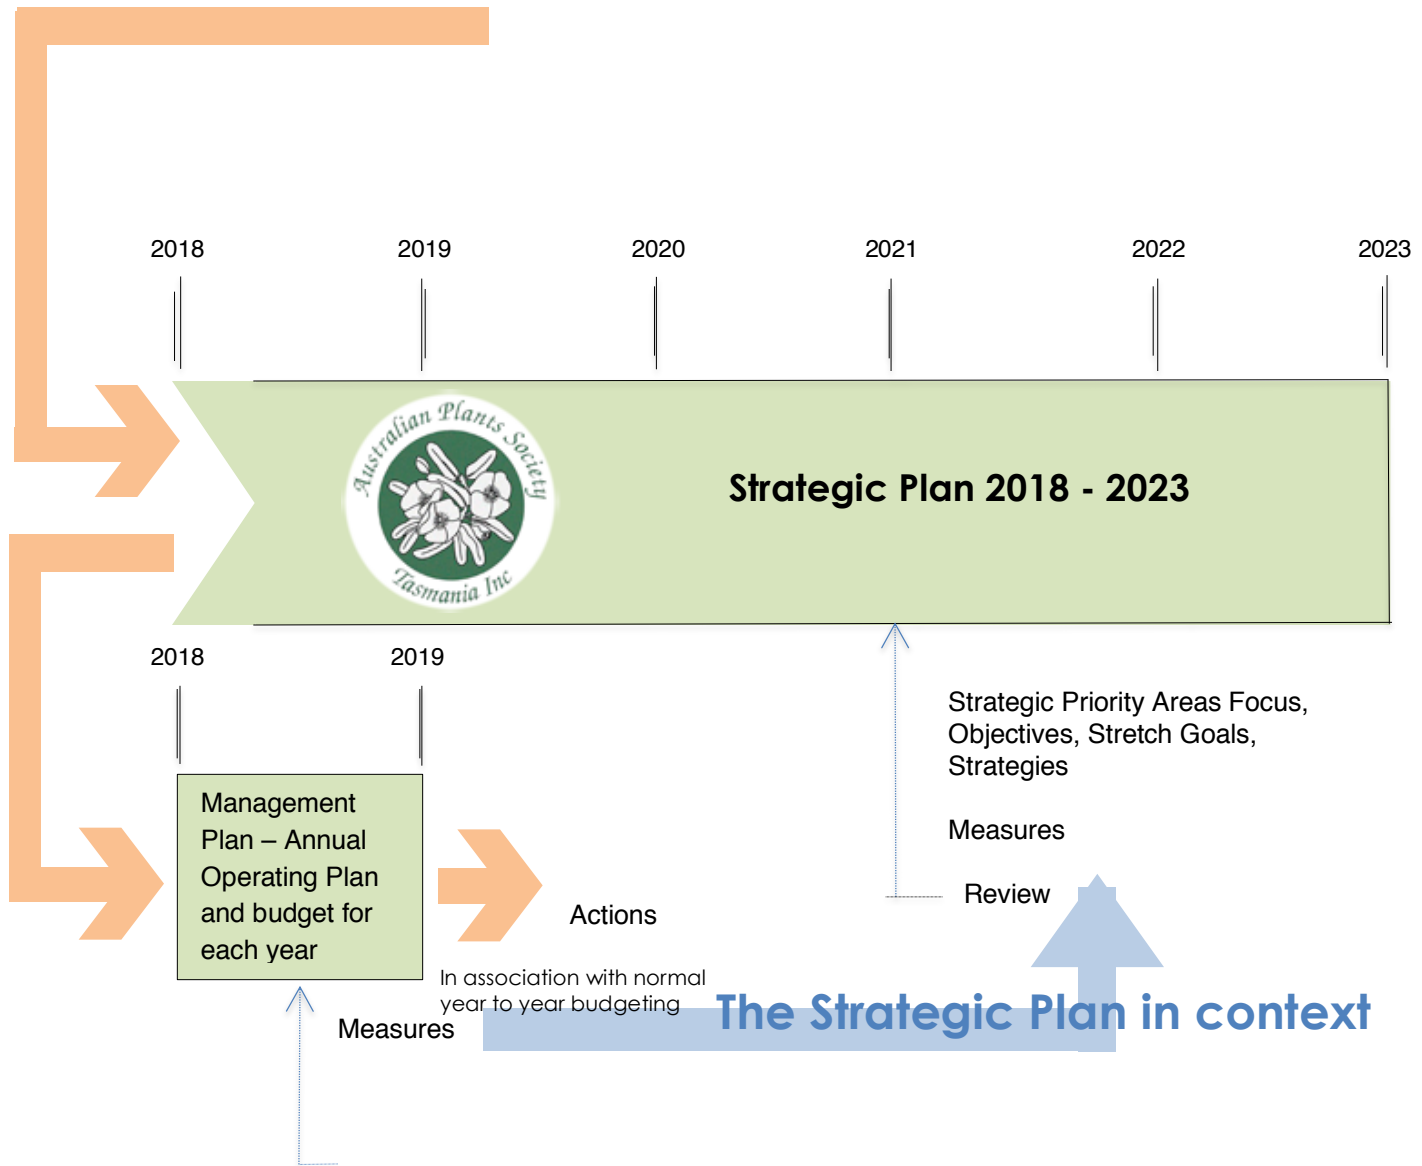 2018 2019 2020 2021 2022 2023
Australian Plants Society
Tasmania Inc
Strategic Plan 2018 - 2023
2018 2019
Management
Plan – Annual
Operating Plan
and budget for
each year
Actions
In association with normal
year to year budgeting
Measures
Strategic Priority Areas Focus,
Objectives, Stretch Goals,
Strategies
Measures
Review
The Strategic Plan in context